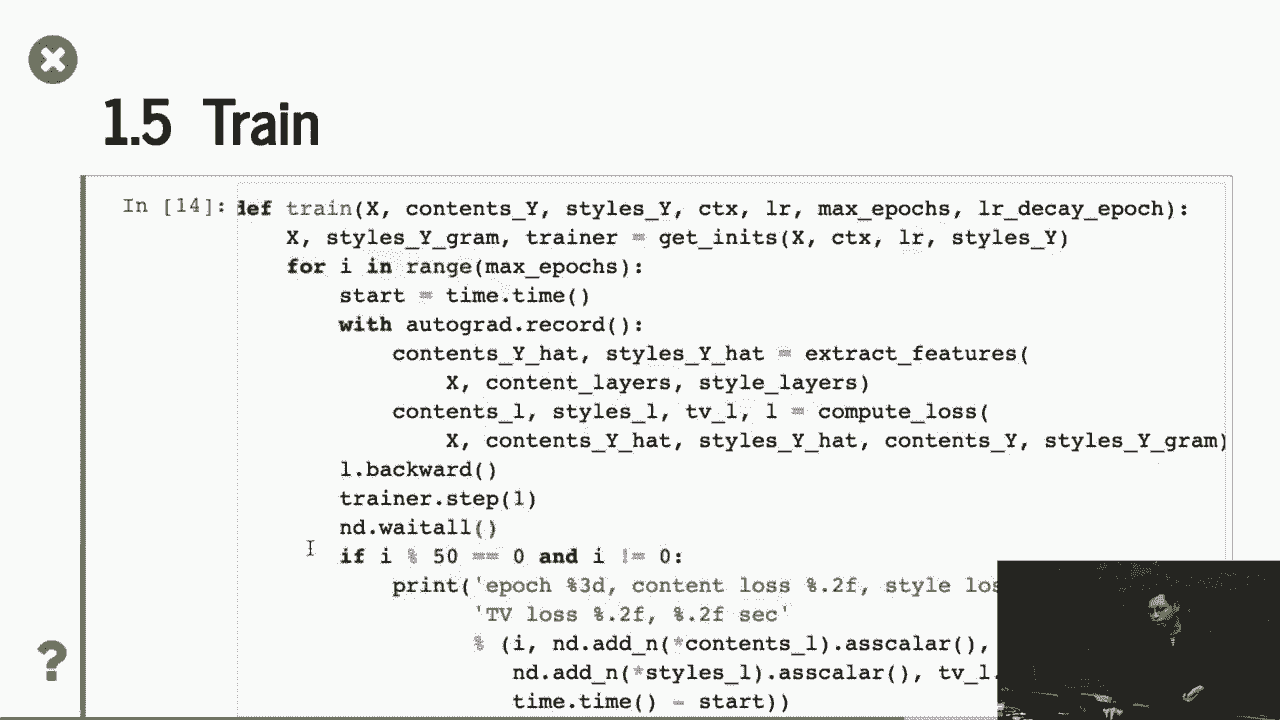 1.5 Train
In [14]: def train(X, contents_Y, styles_Y, ctx, lr, max_epochs, lr_decay_epoch):
X, styles_Y_gram, trainer = get_inits(X, ctx, lr, styles_Y)
for i in range(max_epochs):
start = time.time()
with autograd.record():
contents_Y_hat, styles_Y_hat = extract_features(
X, content_layers, style_layers)
contents_l, styles_l, tv_l, l = compute_loss(
X, contents_Y_hat, styles_Y_hat, contents_Y, styles_Y_gram)
l.backward()
trainer.step(1)
nd.waitall()
if i % 50 == 0 and i != 0:
print('epoch %3d, content loss %.2f, style los
'TV loss %.2f, %.2f sec'
% (i, nd.add_n(*contents_l).asscalar(),
nd.add_n(*styles_l).asscalar(), tv_l.
time.time() - start))
?